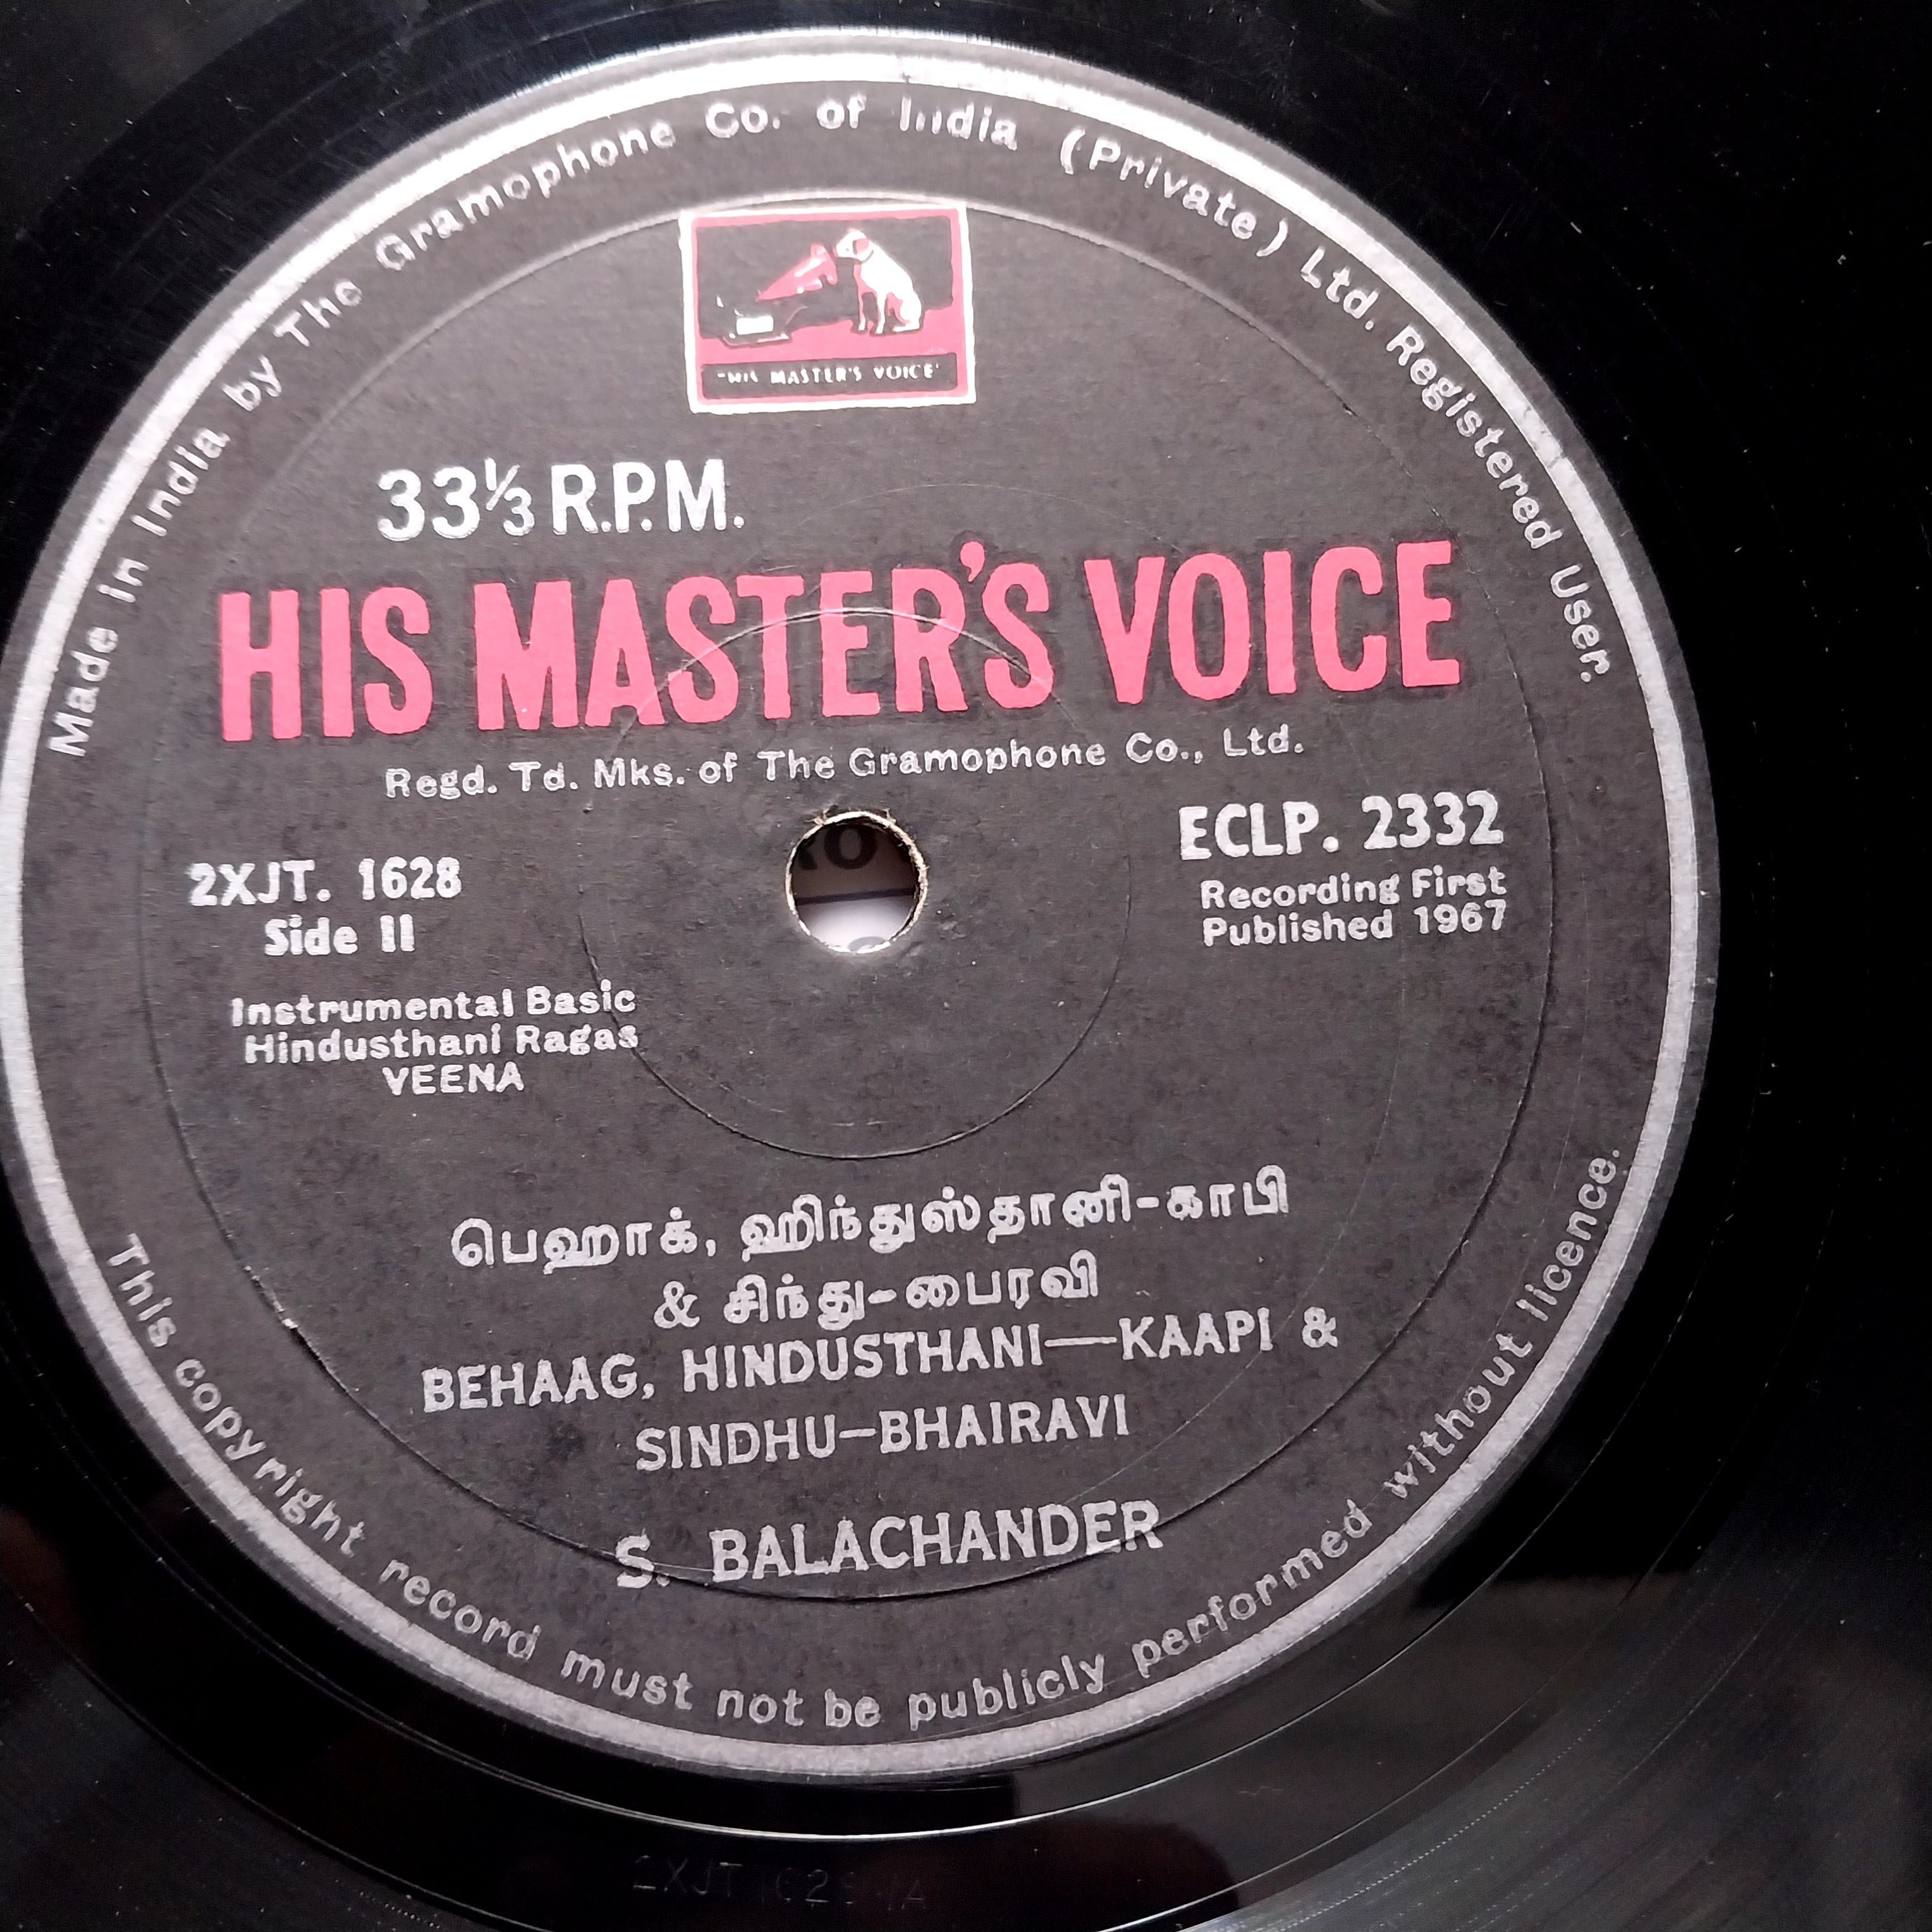 Made in India by The Gramophone Co. of India (Private) Ltd. Registered User.
"HIS MASTER'S VOICE"
33⅓ R.P.M.
HIS MASTER'S VOICE
Regd. Td. Mks. of The Gramophone Co., Ltd.
ECLP. 2332
Recording First
Published 1967
2XJT. 1628
Side II
Instrumental Basic
Hindusthani Ragas
VEENA
பெஹாக், ஹிந்துஸ்தானி-காபி
& சிந்து-பைரவி
BEHAAG, HINDUSTHANI—KAAPI &
SINDHU—BHAIRAVI
S. BALACHANDER
This copyright record must not be publicly performed without licence.